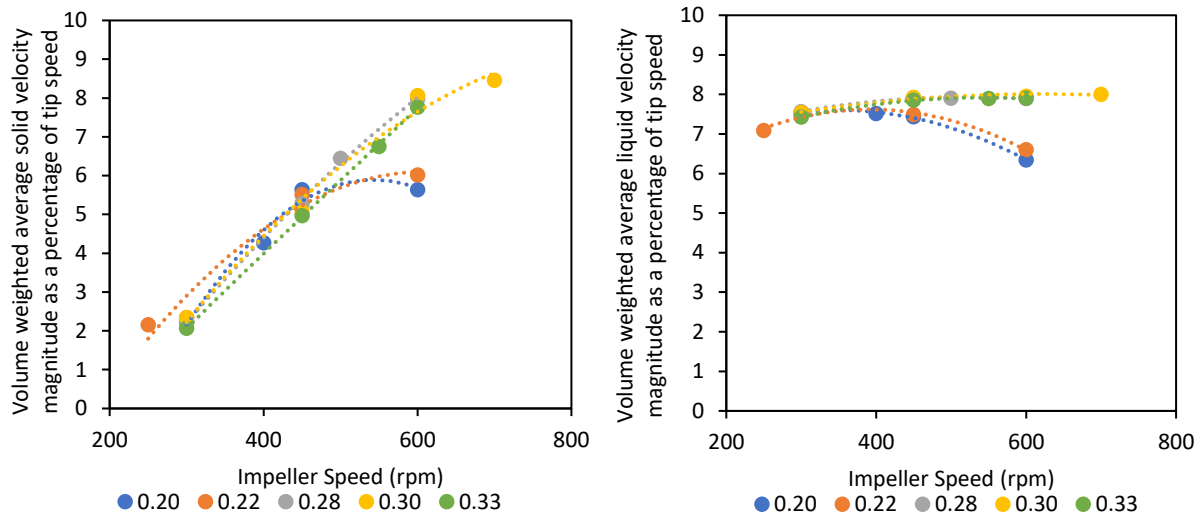 Volume weighted average solid velocity
magnitude as a percentage of tip speed
10
9
8
7
6
5
4
3
2
1
0
200 400 600 800
Impeller Speed (rpm)
0.20 0.22 0.28 0.30 0.33
Volume weighted average liquid velocity
magnitude as a percentage of tip speed
10
9
8
7
6
5
4
3
2
1
0
200 400 600 800
Impeller Speed (rpm)
0.20 0.22 0.28 0.30 0.33